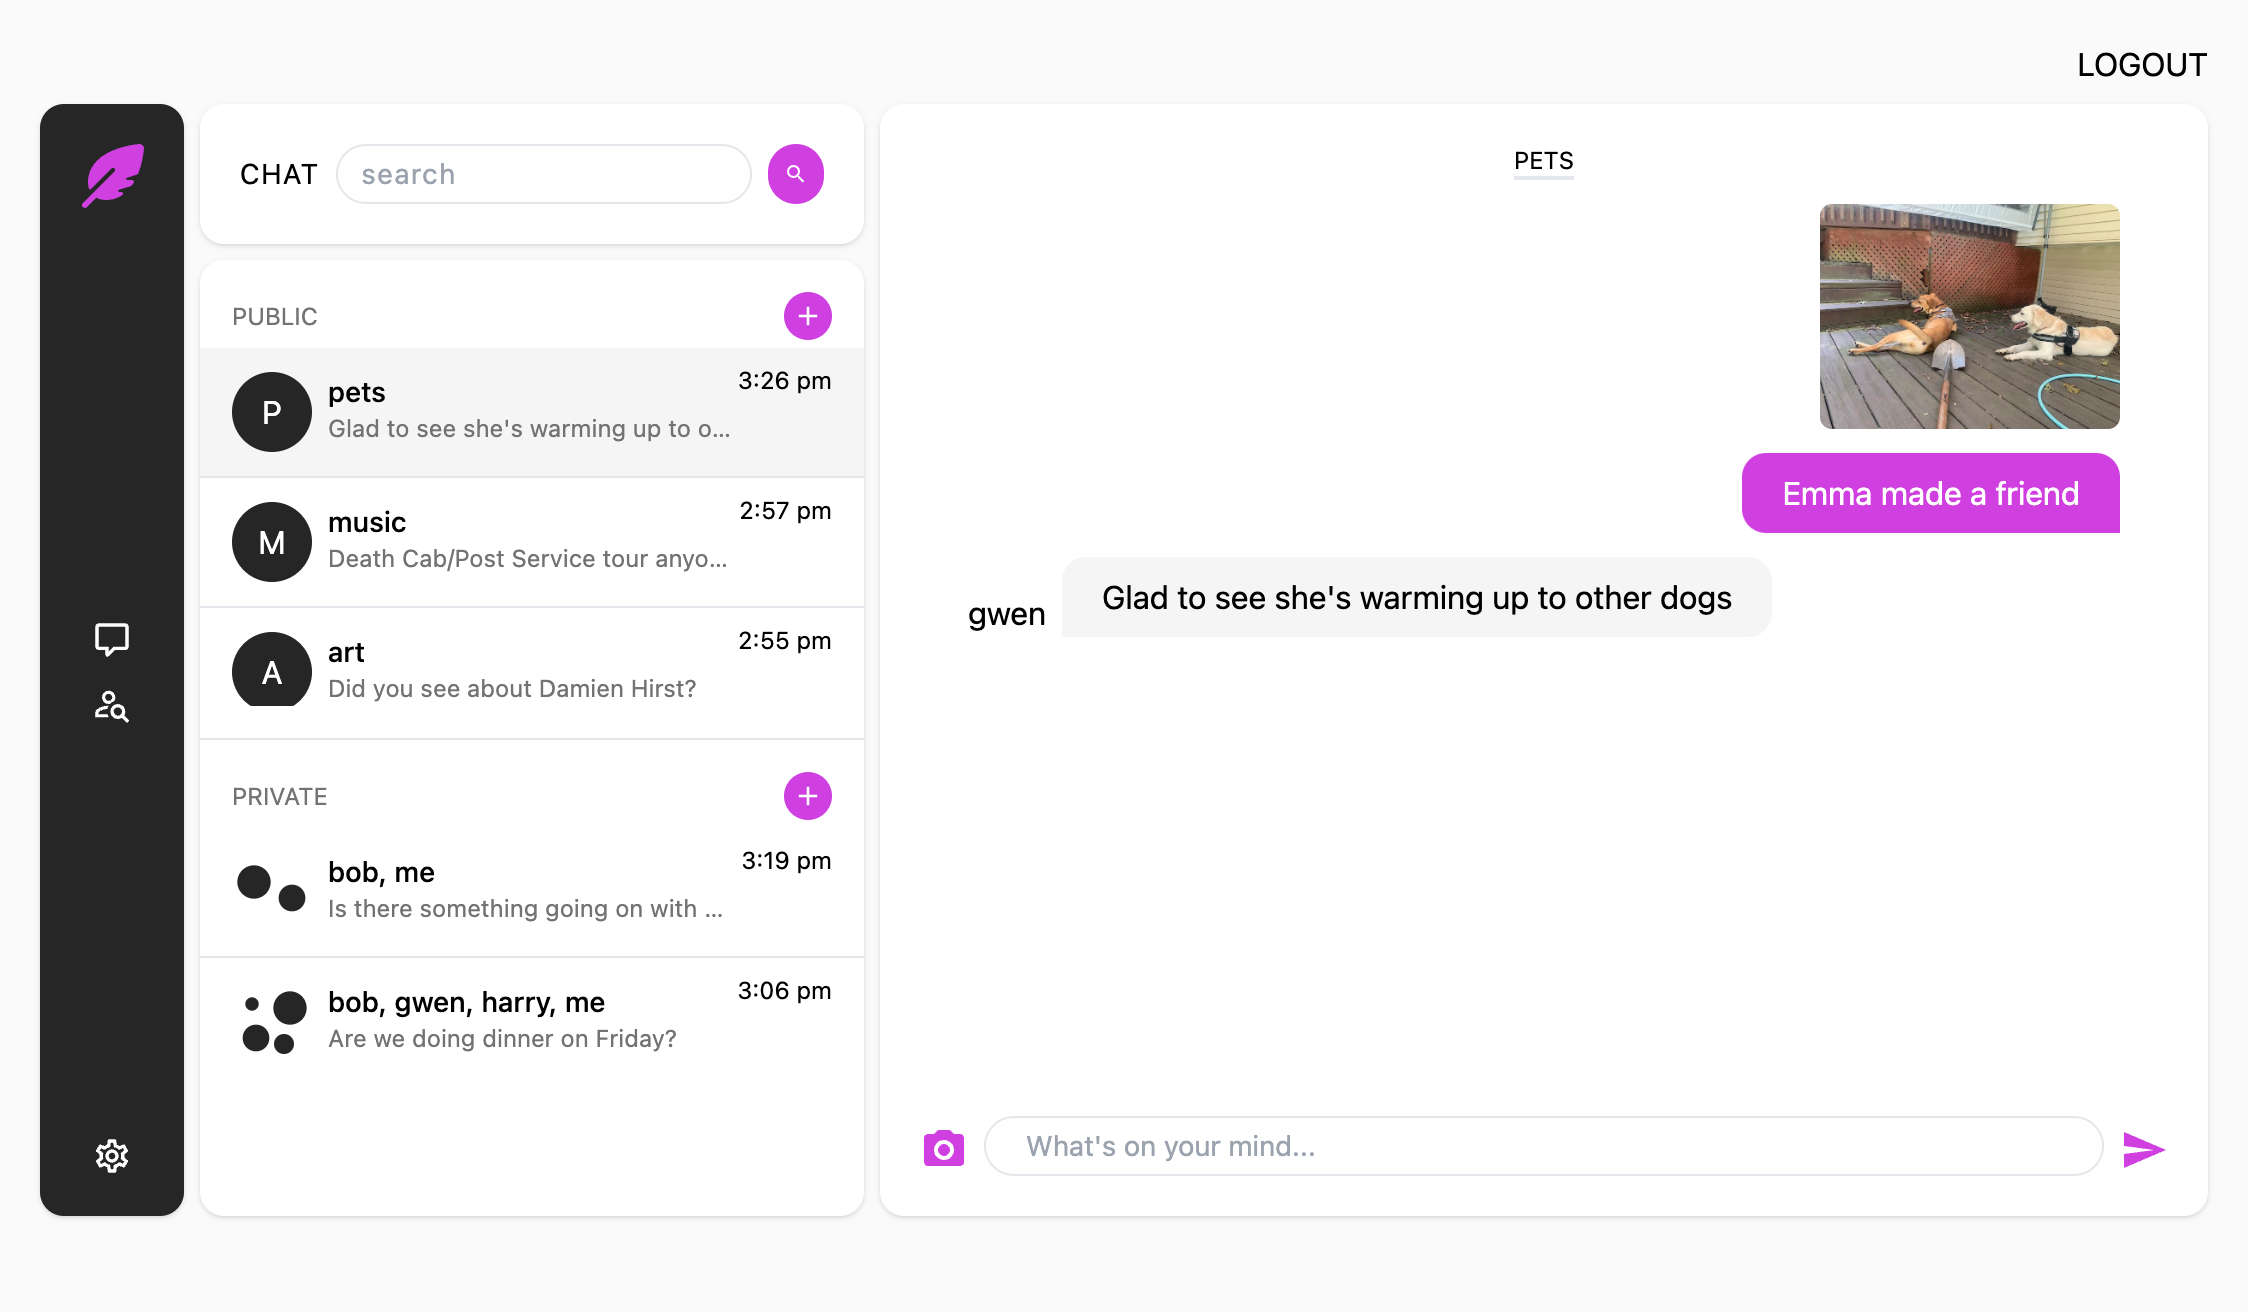 LOGOUT
CHAT
search
PUBLIC
P
pets
3:26 pm
Glad to see she's warming up to o...
M
music
2:57 pm
Death Cab/Post Service tour anyo...
A
art
2:55 pm
Did you see about Damien Hirst?
PRIVATE
bob, me
3:19 pm
Is there something going on with ...
bob, gwen, harry, me
3:06 pm
Are we doing dinner on Friday?
PETS
Emma made a friend
gwen
Glad to see she's warming up to other dogs
What's on your mind...